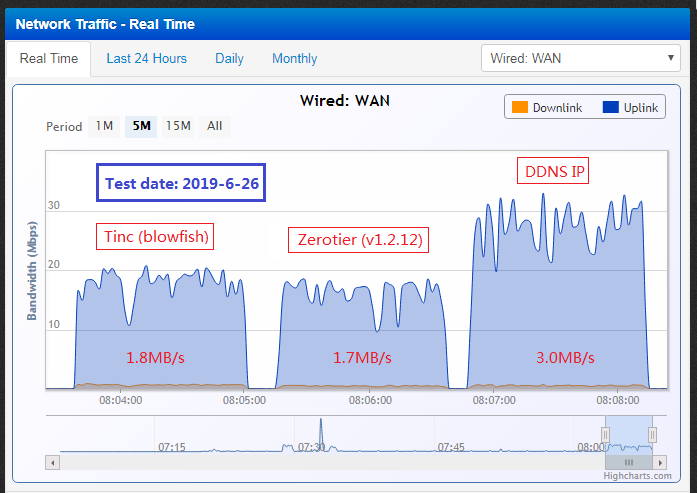 Network Traffic - Real Time
Real Time
Last 24 Hours
Daily
Monthly
Wired: WAN
Wired: WAN
Downlink
Uplink
Period
1M
5M
15M
All
Test date: 2019-6-26
DDNS IP
Tinc (blowfish)
Zerotier (v1.2.12)
Bandwidth (Mbps)
30
20
10
1.8MB/s
1.7MB/s
3.0MB/s
08:04:00
08:05:00
08:06:00
08:07:00
08:08:00
07:15
07:30
07:45
08:00
Highcharts.com